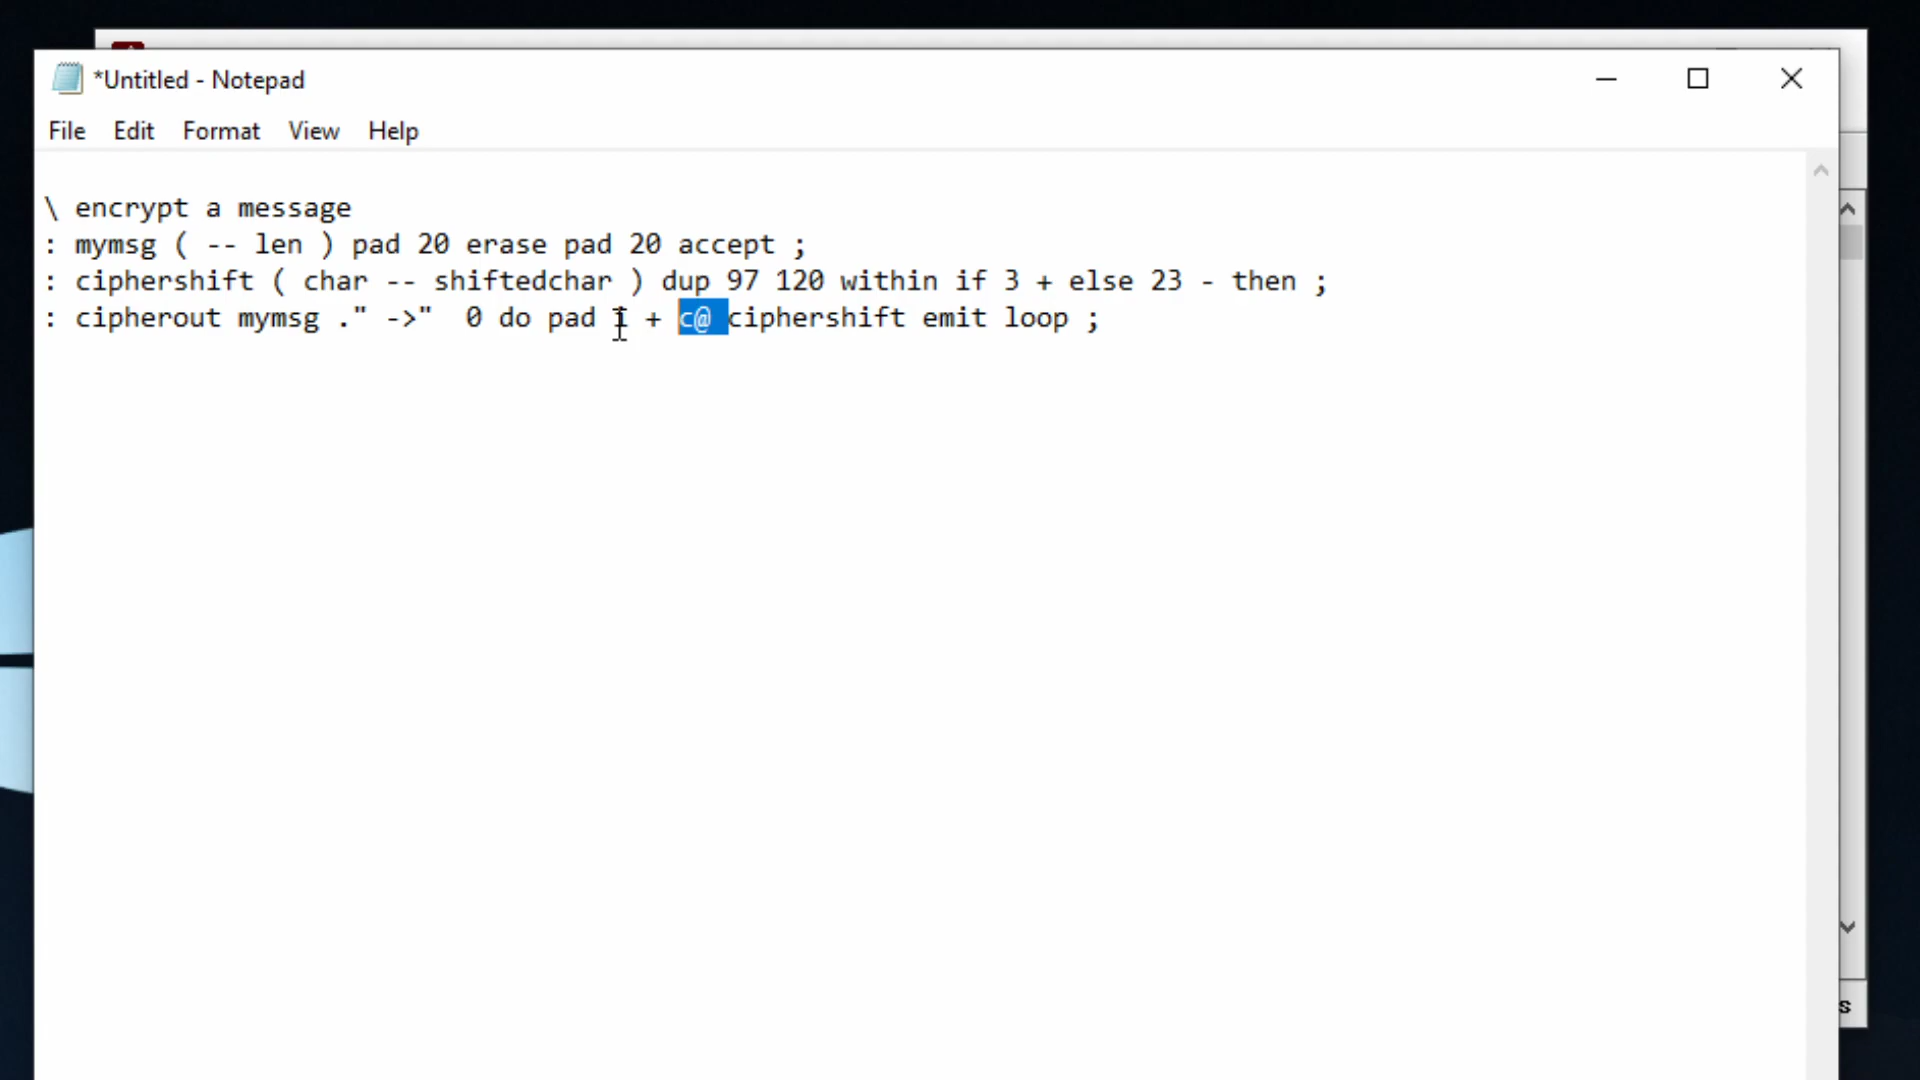 *Untitled - Notepad
File Edit Format View Help
\ encrypt a message
: mymsg ( -- len ) pad 20 erase pad 20 accept ;
: ciphershift ( char -- shiftedchar ) dup 97 120 within if 3 + else 23 - then ;
: cipherout mymsg ." ->"  0 do pad i + c@ ciphershift emit loop ;
s